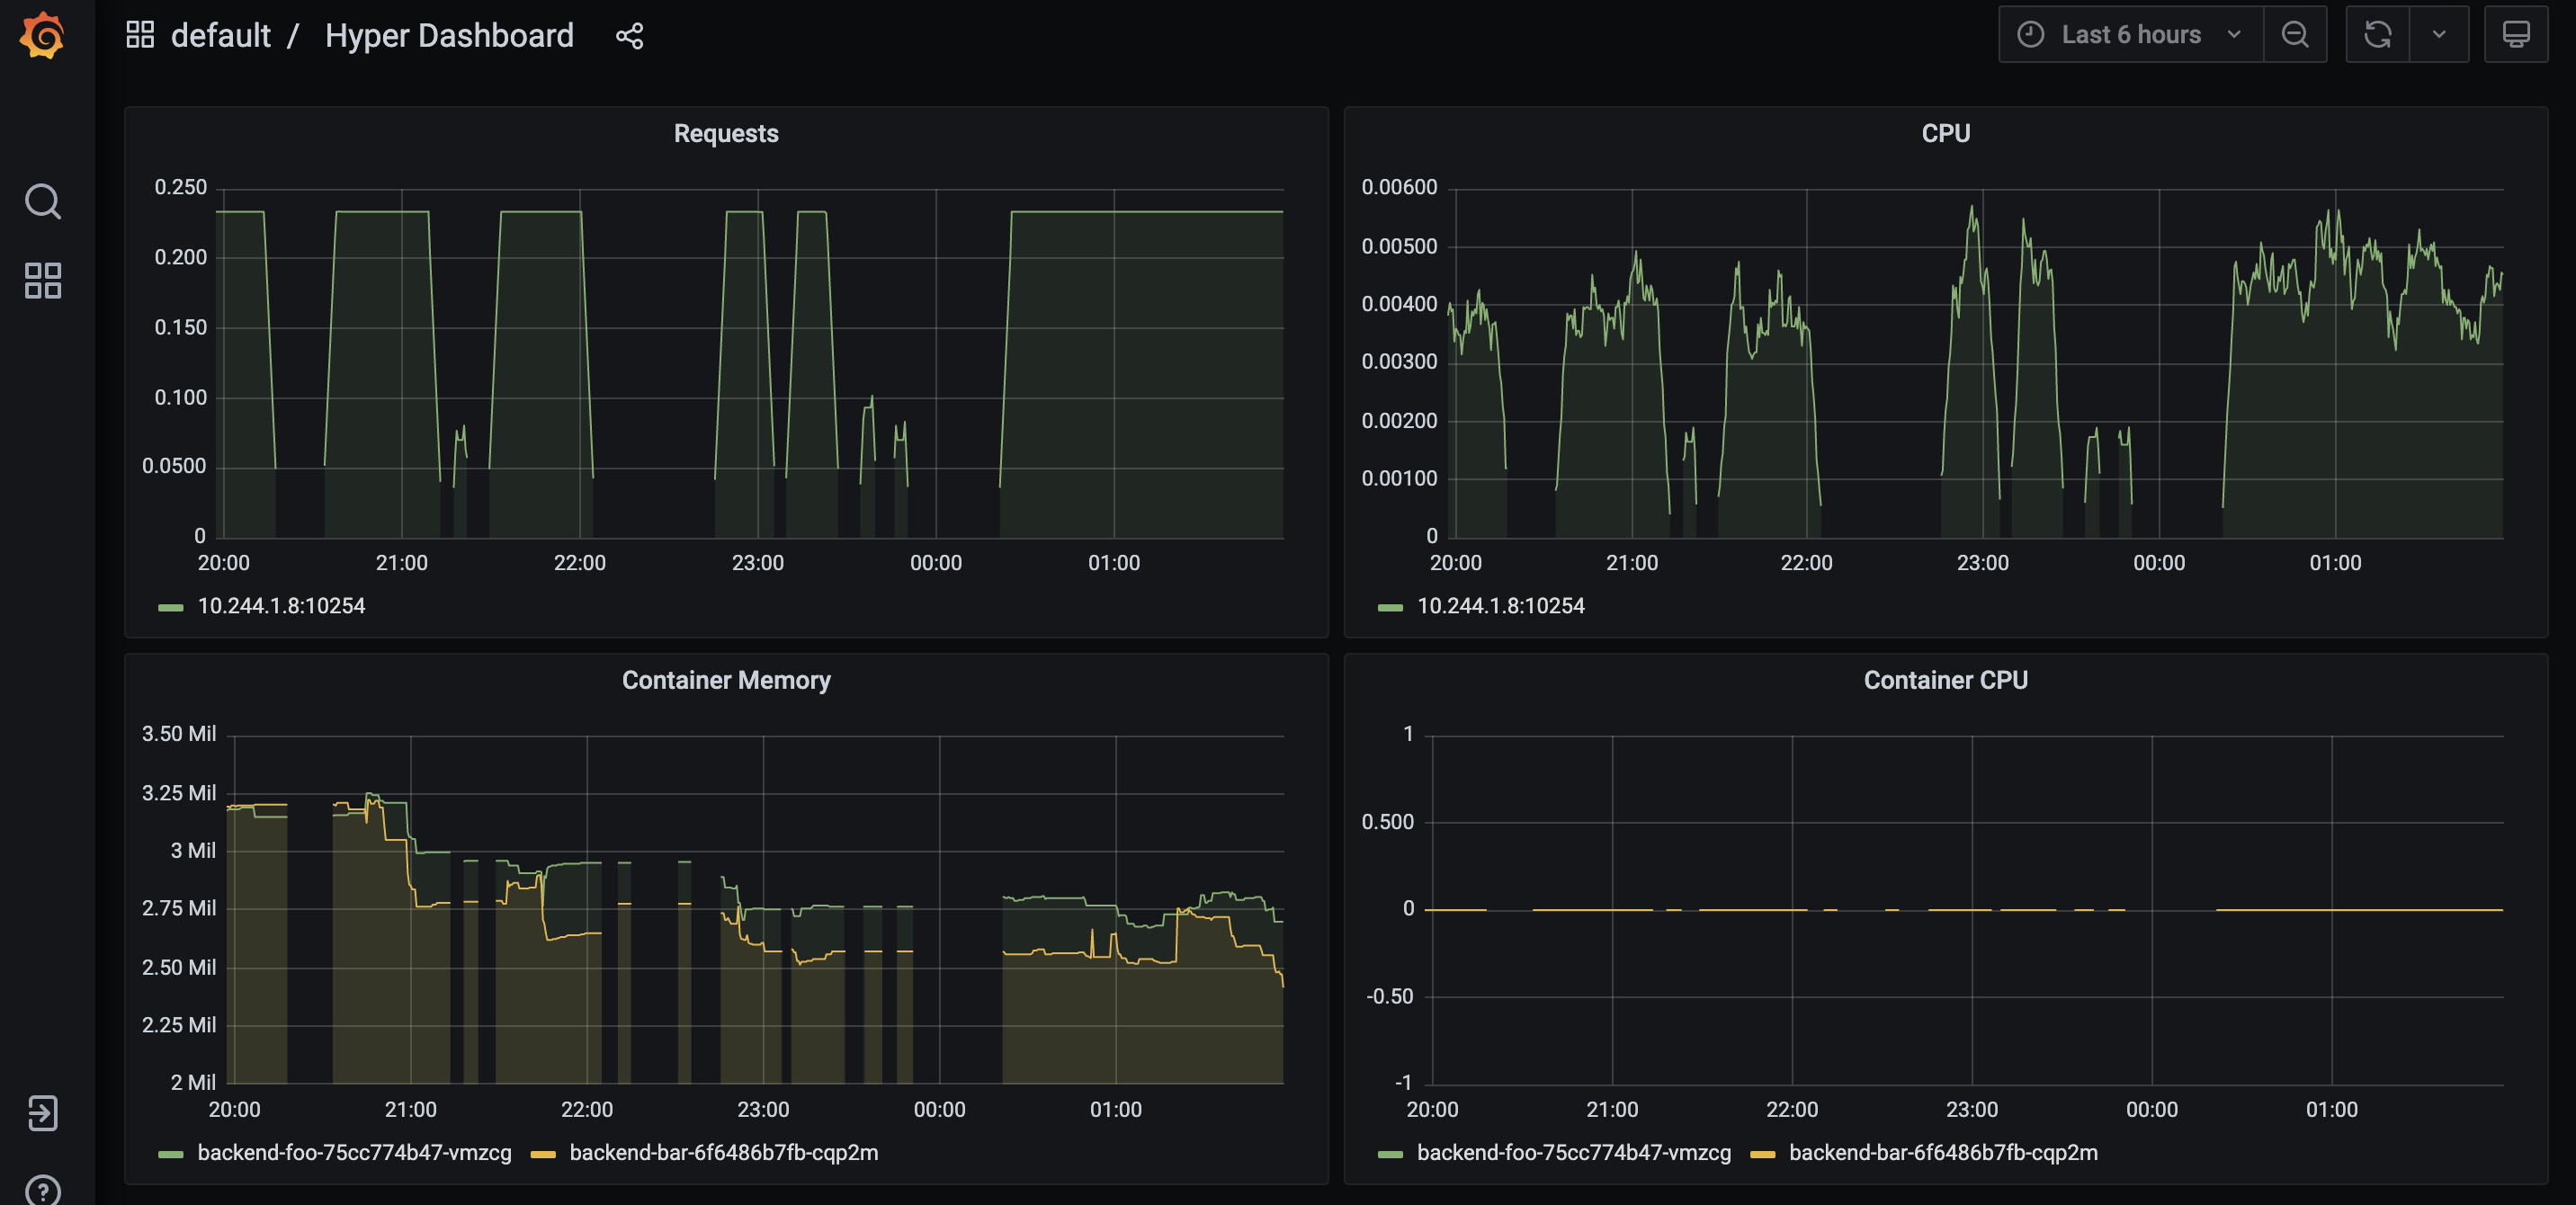 default / Hyper Dashboard
Last 6 hours
Requests
0.250
0.200
0.150
0.100
0.0500
0
20:00 21:00 22:00 23:00 00:00 01:00
10.244.1.8:10254
CPU
0.00600
0.00500
0.00400
0.00300
0.00200
0.00100
0
20:00 21:00 22:00 23:00 00:00 01:00
10.244.1.8:10254
Container Memory
3.50 Mil
3.25 Mil
3 Mil
2.75 Mil
2.50 Mil
2.25 Mil
2 Mil
20:00 21:00 22:00 23:00 00:00 01:00
backend-foo-75cc774b47-vmzcg backend-bar-6f6486b7fb-cqp2m
Container CPU
1
0.500
0
-0.50
-1
20:00 21:00 22:00 23:00 00:00 01:00
backend-foo-75cc774b47-vmzcg backend-bar-6f6486b7fb-cqp2m